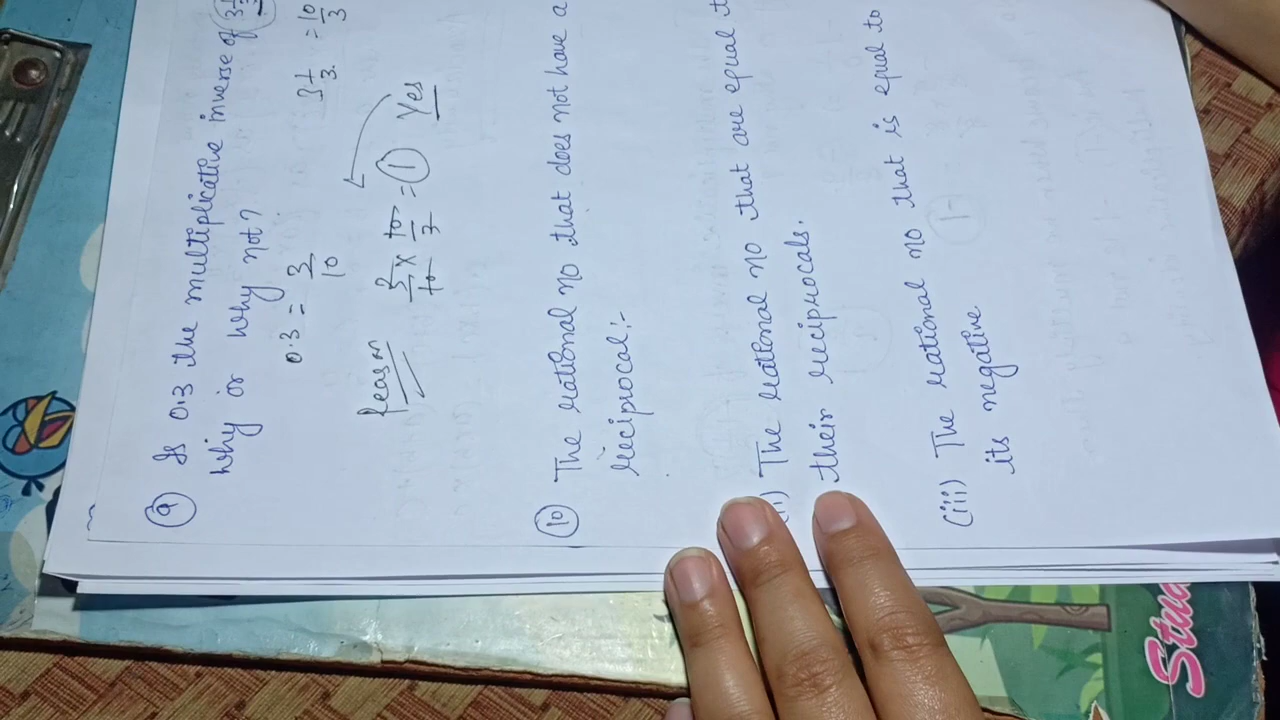 (9) Is 0.3 the multiplicative inverse of 3 1/3
Why or why not?
0.3 = 3/10
3 1/3 = 10/3
Reason 3/10 × 10/3 = 1 Yes
(10) The rational no that does not have a
reciprocal:-
The rational no that are equal t
their reciprocals.
(iii) The rational no that is equal to
its negative.
Stud